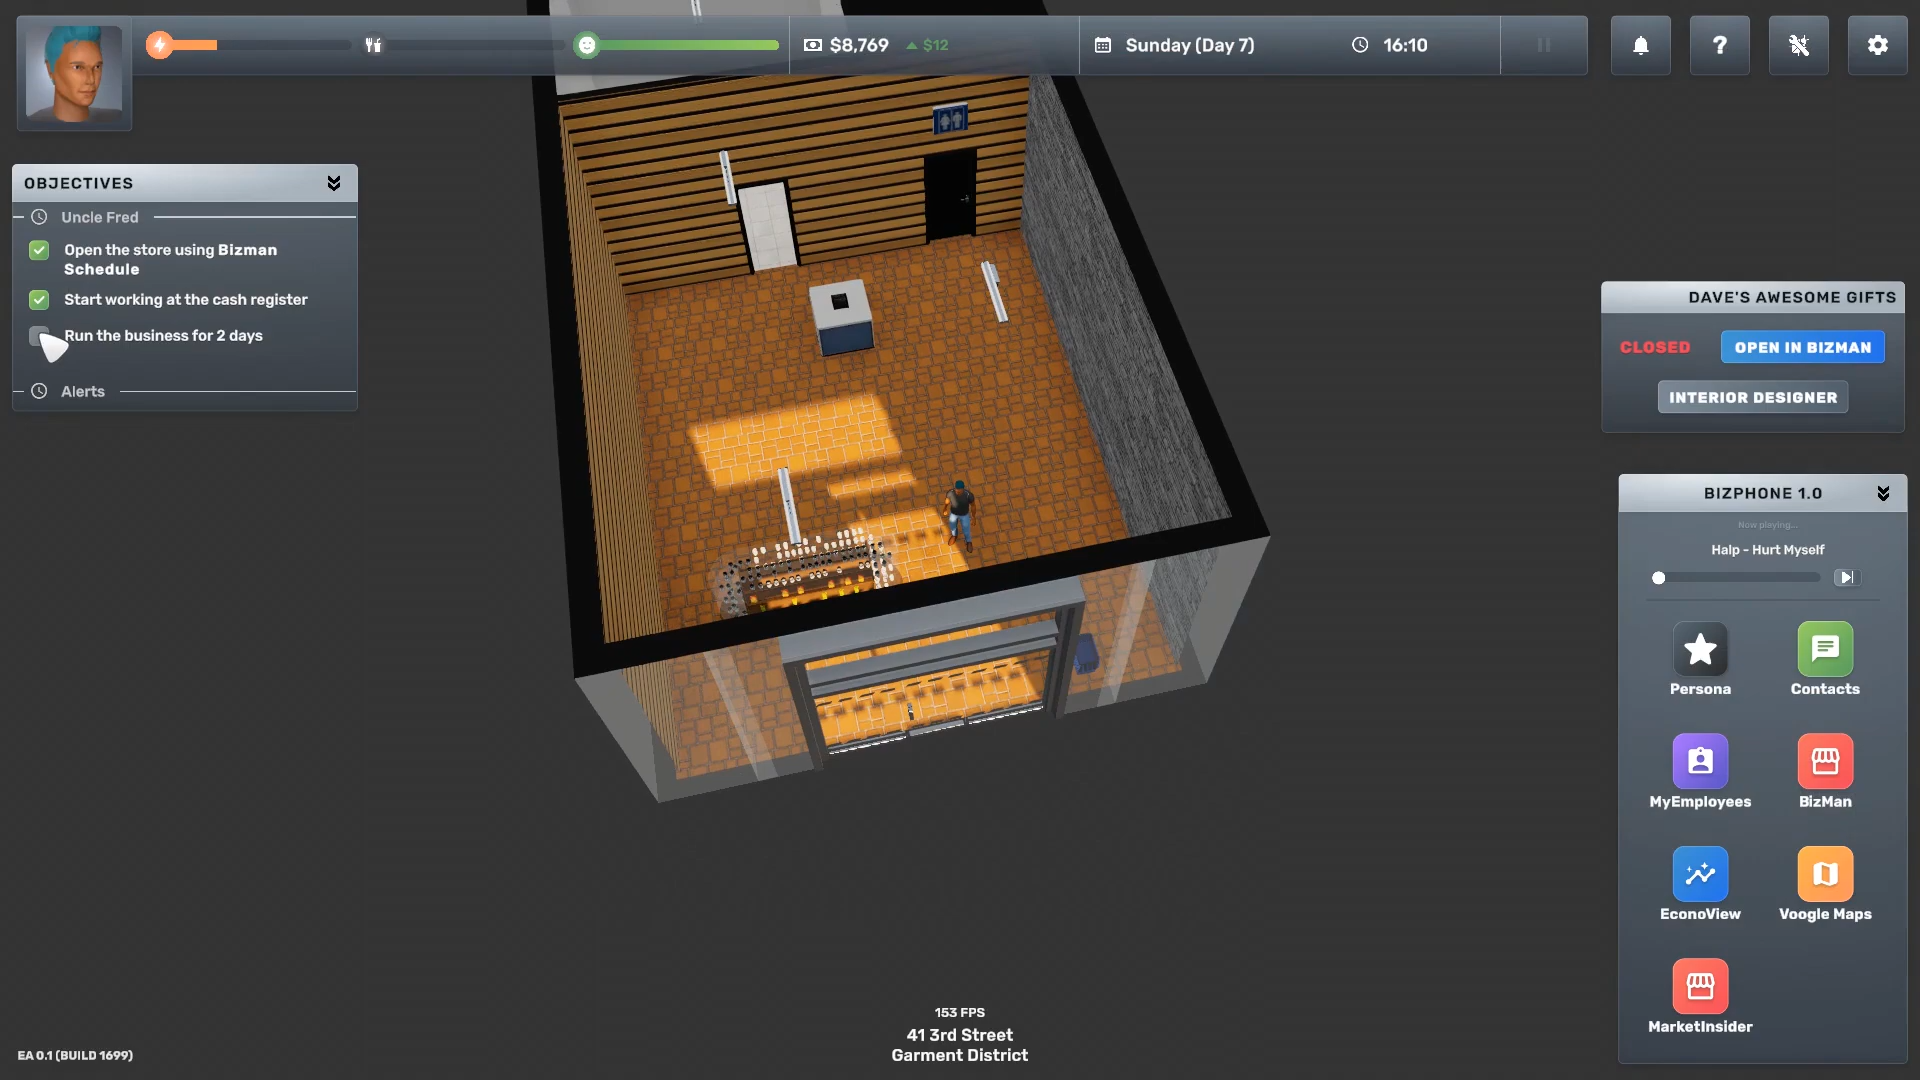 $8,769
$12
Sunday (Day 7)
16:10
?
OBJECTIVES
Uncle Fred
Open the store using Bizman
Schedule
Start working at the cash register
Run the business for 2 days
Alerts
DAVE'S AWESOME GIFTS
CLOSED
OPEN IN BIZMAN
INTERIOR DESIGNER
BIZPHONE 1.0
Now playing...
Halp - Hurt Myself
Persona
Contacts
MyEmployees
BizMan
EconoView
Voogle Maps
MarketInsider
153 FPS
41 3rd Street
Garment District
EA 0.1 (BUILD 1699)